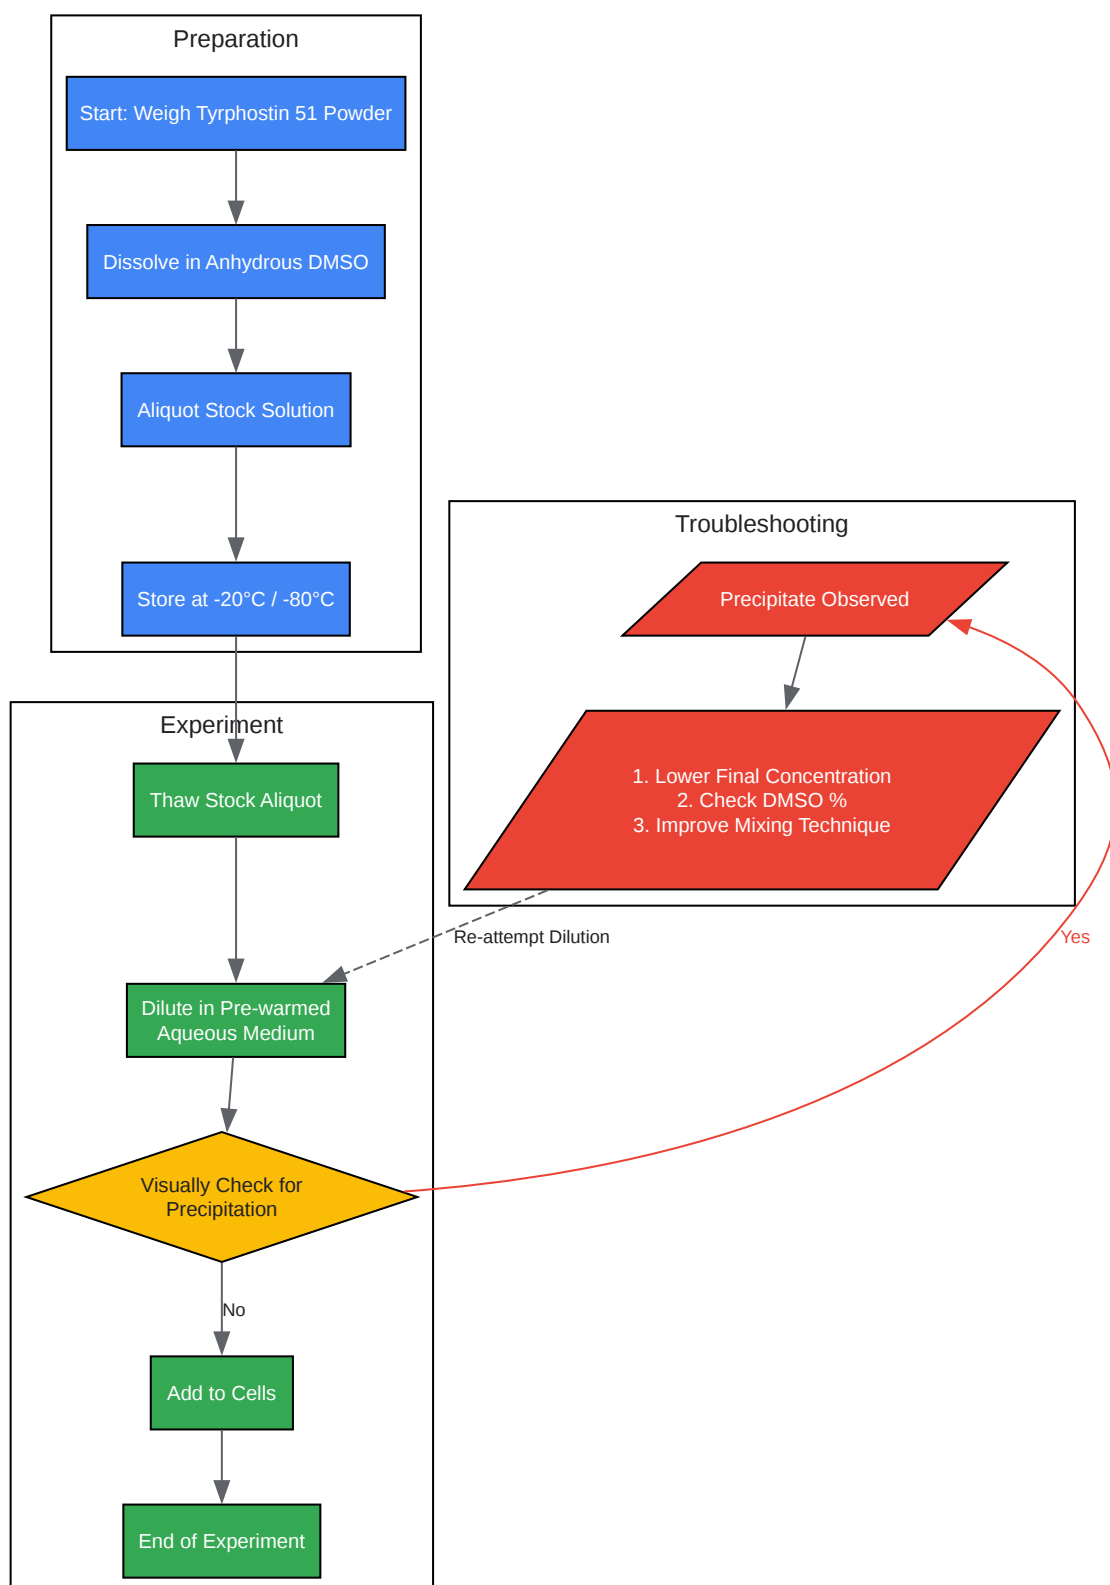 Preparation
Start: Weigh Tyrphostin 51 Powder
Dissolve in Anhydrous DMSO
Aliquot Stock Solution
Store at -20°C / -80°C
Troubleshooting
Precipitate Observed
1. Lower Final Concentration
2. Check DMSO %
3. Improve Mixing Technique
Re-attempt Dilution
Yes
Experiment
Thaw Stock Aliquot
Dilute in Pre-warmed
Aqueous Medium
Visually Check for
Precipitation
No
Add to Cells
End of Experiment